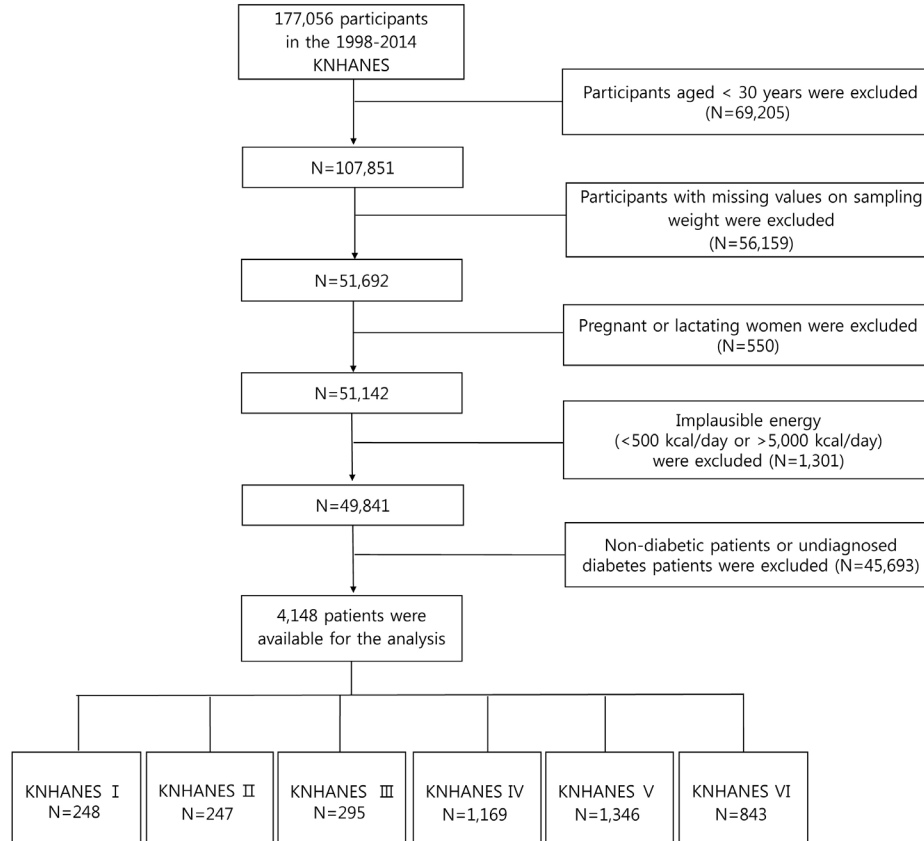 177,056 participants
in the 1998-2014
KNHANES
Participants aged < 30 years were excluded
(N=69,205)
N=107,851
Participants with missing values on sampling
weight were excluded
(N=56,159)
N=51,692
Pregnant or lactating women were excluded
(N=550)
N=51,142
Implausible energy
(<500 kcal/day or >5,000 kcal/day)
were excluded (N=1,301)
N=49,841
Non-diabetic patients or undiagnosed
diabetes patients were excluded (N=45,693)
4,148 patients were
available for the analysis
KNHANES Ⅰ
N=248
KNHANES Ⅱ
N=247
KNHANES Ⅲ
N=295
KNHANES Ⅳ
N=1,169
KNHANES Ⅴ
N=1,346
KNHANES Ⅵ
N=843